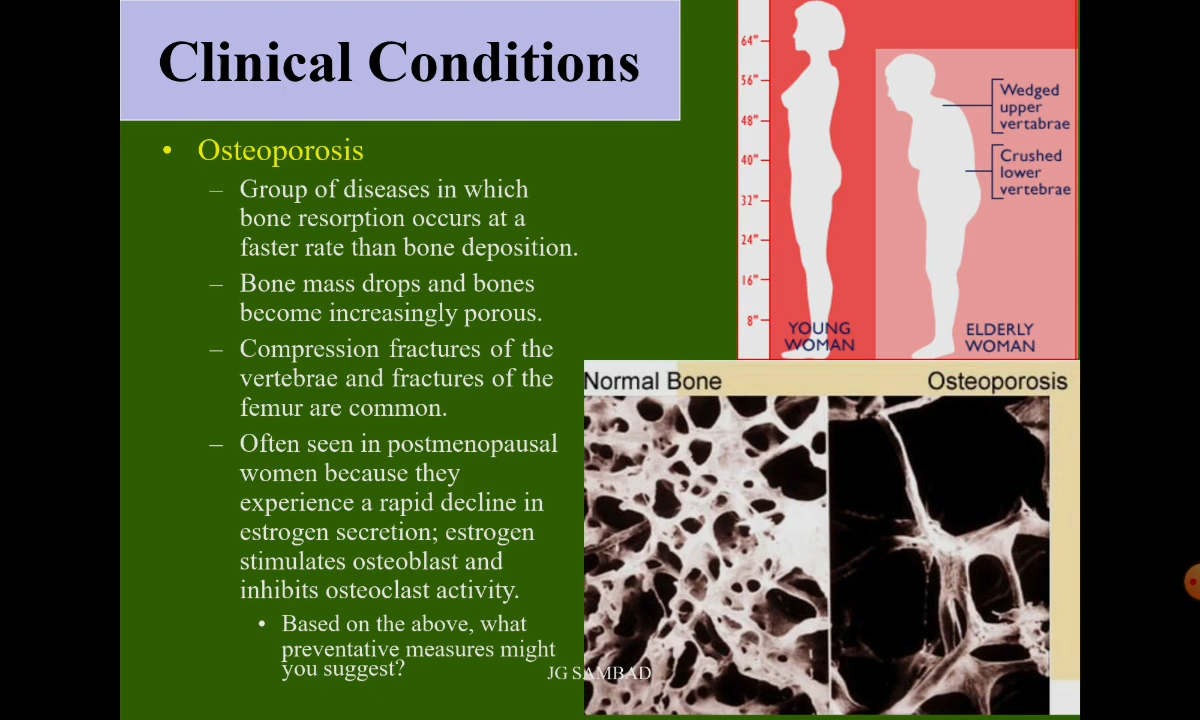 Clinical Conditions
• Osteoporosis
– Group of diseases in which
bone resorption occurs at a
faster rate than bone deposition.
– Bone mass drops and bones
become increasingly porous.
– Compression fractures of the
vertebrae and fractures of the
femur are common.
– Often seen in postmenopausal
women because they
experience a rapid decline in
estrogen secretion; estrogen
stimulates osteoblast and
inhibits osteoclast activity.
• Based on the above, what
preventative measures might
you suggest?
JG SAMBAD
64"
56"
48"
40"
32"
24"
16"
8"
Wedged
upper
vertabrae
Crushed
lower
vertebrae
YOUNG
WOMAN
ELDERLY
WOMAN
Normal Bone
Osteoporosis